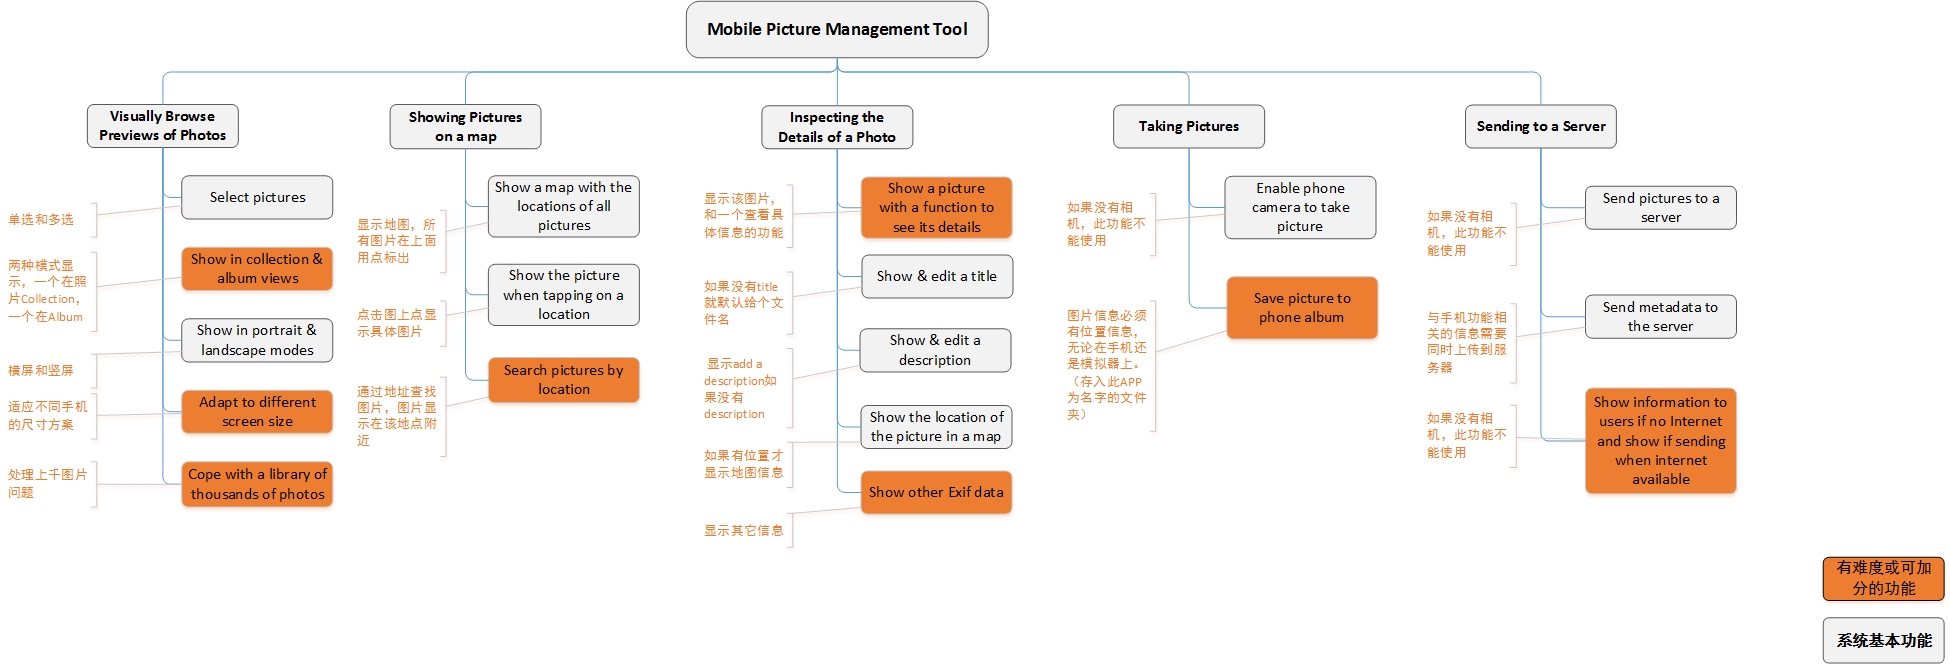 Mobile Picture Management Tool
Visually Browse
Previews of Photos
Select pictures
单选和多选
Show in collection &
album views
两种模式显
示，一个在照
片Collection，
一个在Album
Show in portrait &
landscape modes
横屏和竖屏
Adapt to different
screen size
适应不同手机
的尺寸方案
Cope with a library of
thousands of photos
处理上千图片
问题
Showing Pictures
on a map
Show a map with the
locations of all
pictures
显示地图，所
有图片在上面
用点标出
Show the picture
when tapping on a
location
点击图上点显
示具体图片
Search pictures by
location
通过地址查找
图片，图片显
示在该地点附
近
Inspecting the
Details of a Photo
Show a picture
with a function to
see its details
显示该图片，
和一个查看具
体信息的功能
Show & edit a title
如果没有title
就默认给个文
件名
Show & edit a
description
显示add a
description如
果没有
description
Show the location of
the picture in a map
如果有位置才
显示地图信息
Show other Exif data
显示其它信息
Taking Pictures
Enable phone
camera to take
picture
如果没有相
机，此功能不
能使用
Save picture to
phone album
图片信息必须
有位置信息，
无论在手机还
是模拟器上。
（存入此APP
为名字的文件
夹）
Sending to a Server
Send pictures to a
server
如果没有相
机，此功能不
能使用
Send metadata to
the server
与手机功能相
关的信息需要
同时上传到服
务器
Show information to
users if no Internet
and show if sending
when internet
available
如果没有相
机，此功能不
能使用
有难度或可加
分的功能
系统基本功能